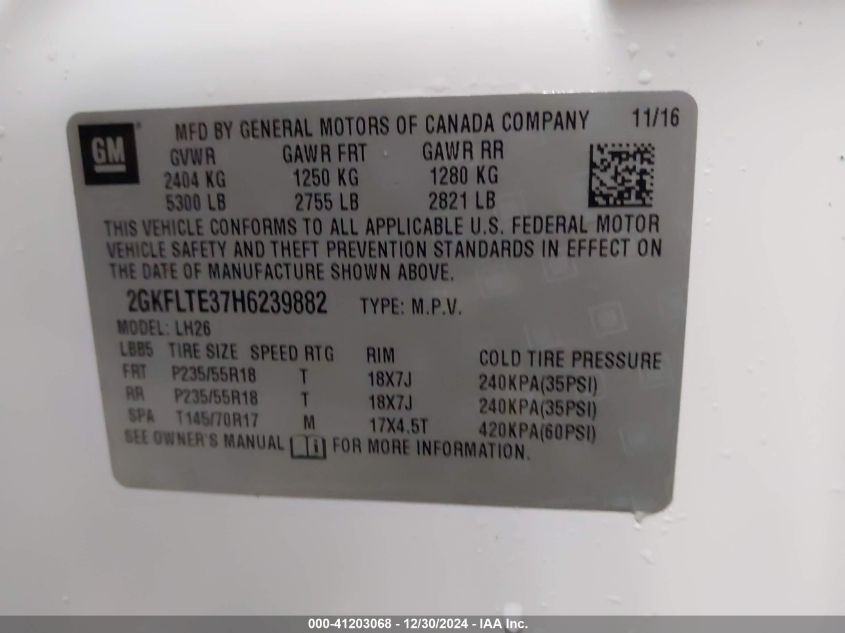 GM
MFD BY GENERAL MOTORS OF CANADA COMPANY 11/16
GVWR GAWR FRT GAWR RR
2404 KG 1250 KG 1280 KG
5300 LB 2755 LB 2821 LB
THIS VEHICLE CONFORMS TO ALL APPLICABLE U.S. FEDERAL MOTOR
VEHICLE SAFETY AND THEFT PREVENTION STANDARDS IN EFFECT ON
THE DATE OF MANUFACTURE SHOWN ABOVE.
2GKFLTE37H6239882 TYPE: M.P.V.
MODEL: LH26
LBB5 TIRE SIZE SPEED RTG RIM COLD TIRE PRESSURE
FRT P235/55R18 T 18X7J 240KPA(35PSI)
RR P235/55R18 T 18X7J 240KPA(35PSI)
SPA T145/70R17 M 17X4.5T 420KPA(60PSI)
SEE OWNER'S MANUAL FOR MORE INFORMATION.
000-41203068 - 12/30/2024 - IAA Inc.